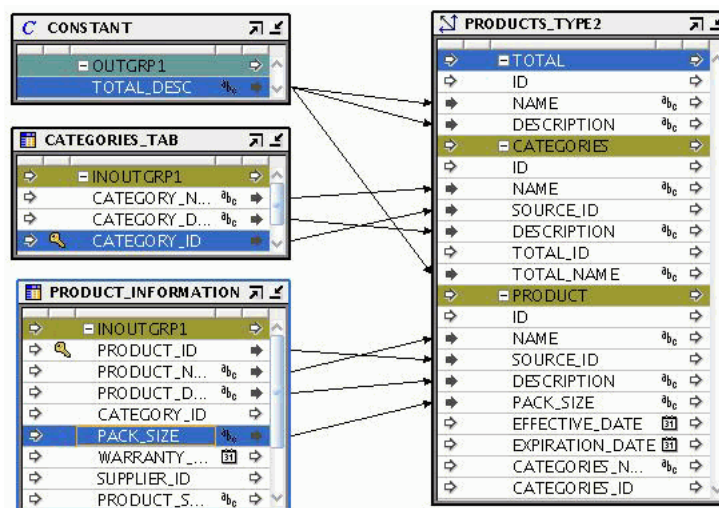 CONSTANT
OUTGRP1
TOTAL_DESC
CATEGORIES_TAB
INOUTGRP1
CATEGORY_N...
CATEGORY_D...
CATEGORY_ID
PRODUCT_INFORMATION
INOUTGRP1
PRODUCT_ID
PRODUCT_N...
PRODUCT_D...
CATEGORY_ID
PACK_SIZE
WARRANTY_...
SUPPLIER_ID
PRODUCT_S...
PRODUCTS_TYPE2
TOTAL
ID
NAME
DESCRIPTION
CATEGORIES
ID
NAME
SOURCE_ID
DESCRIPTION
TOTAL_ID
TOTAL_NAME
PRODUCT
ID
NAME
SOURCE_ID
DESCRIPTION
PACK_SIZE
EFFECTIVE_DATE
EXPIRATION_DATE
CATEGORIES_N...
CATEGORIES_ID